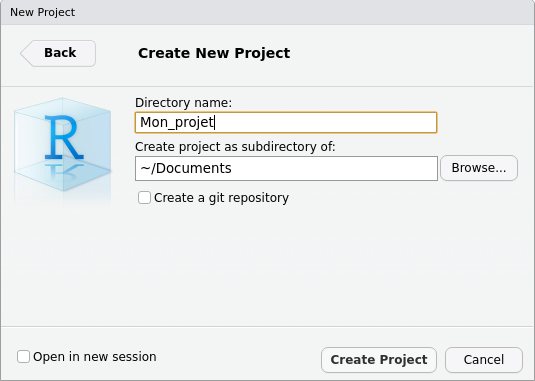 New Project
Back
Create New Project
R
Directory name:
Mon_projet
Create project as subdirectory of:
~/Documents
Browse...
Create a git repository
Open in new session
Create Project
Cancel